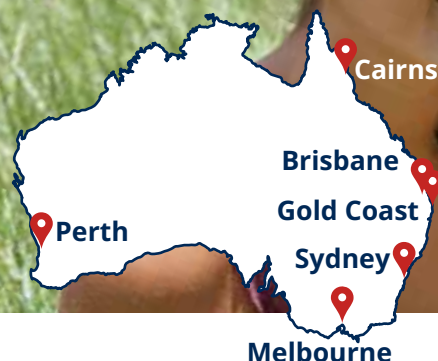 Cairns
Brisbane
Gold Coast
Perth
Sydney
Melbourne